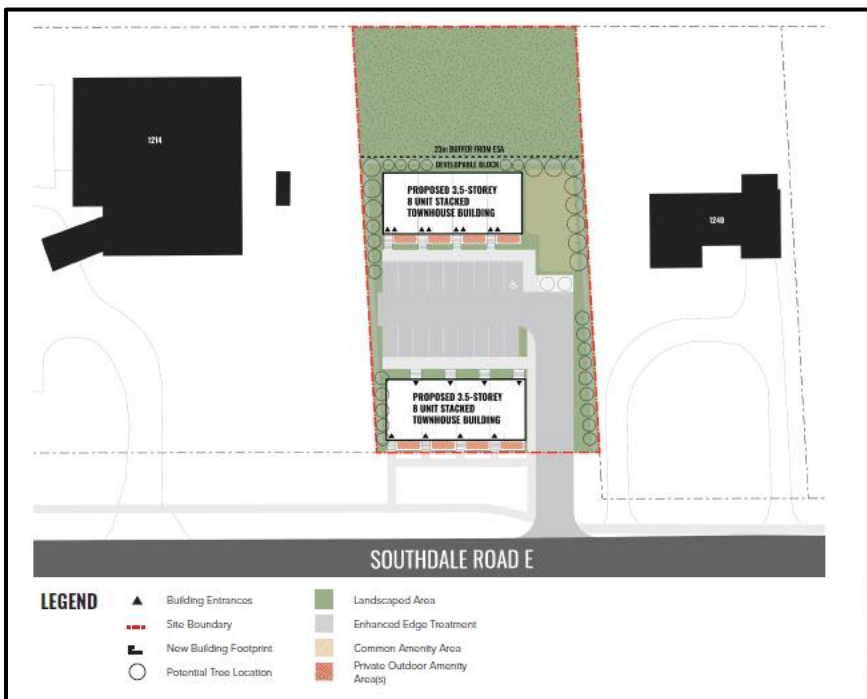 23m BUFFER FROM ESA
DEVELOPABLE BLOCK
1214
PROPOSED 3.5-STOREY
8 UNIT STACKED
TOWNHOUSE BUILDING
1240
PROPOSED 3.5-STOREY
8 UNIT STACKED
TOWNHOUSE BUILDING
SOUTHDALE ROAD E
LEGEND
Building Entrances
Site Boundary
New Building Footprint
Potential Tree Location
Landscaped Area
Enhanced Edge Treatment
Common Amenity Area
Private Outdoor Amenity
Area(s)